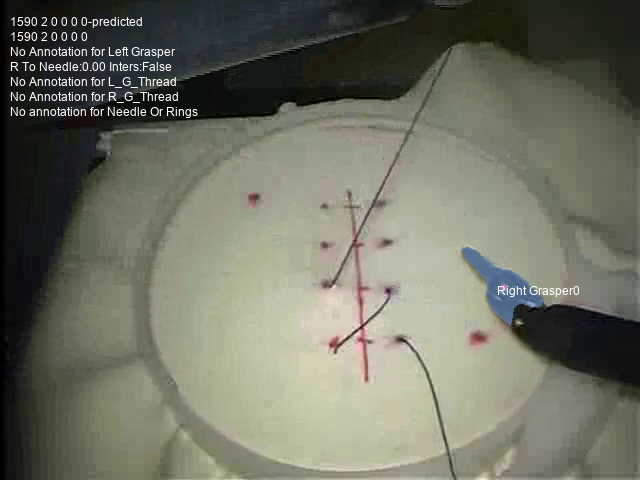 1590 2 0 0 0 0-predicted
1590 2 0 0 0 0
No Annotation for Left Grasper
R To Needle:0.00 Inters:False
No Annotation for L_G_Thread
No Annotation for R_G_Thread
No annotation for Needle Or Rings
Right Grasper0